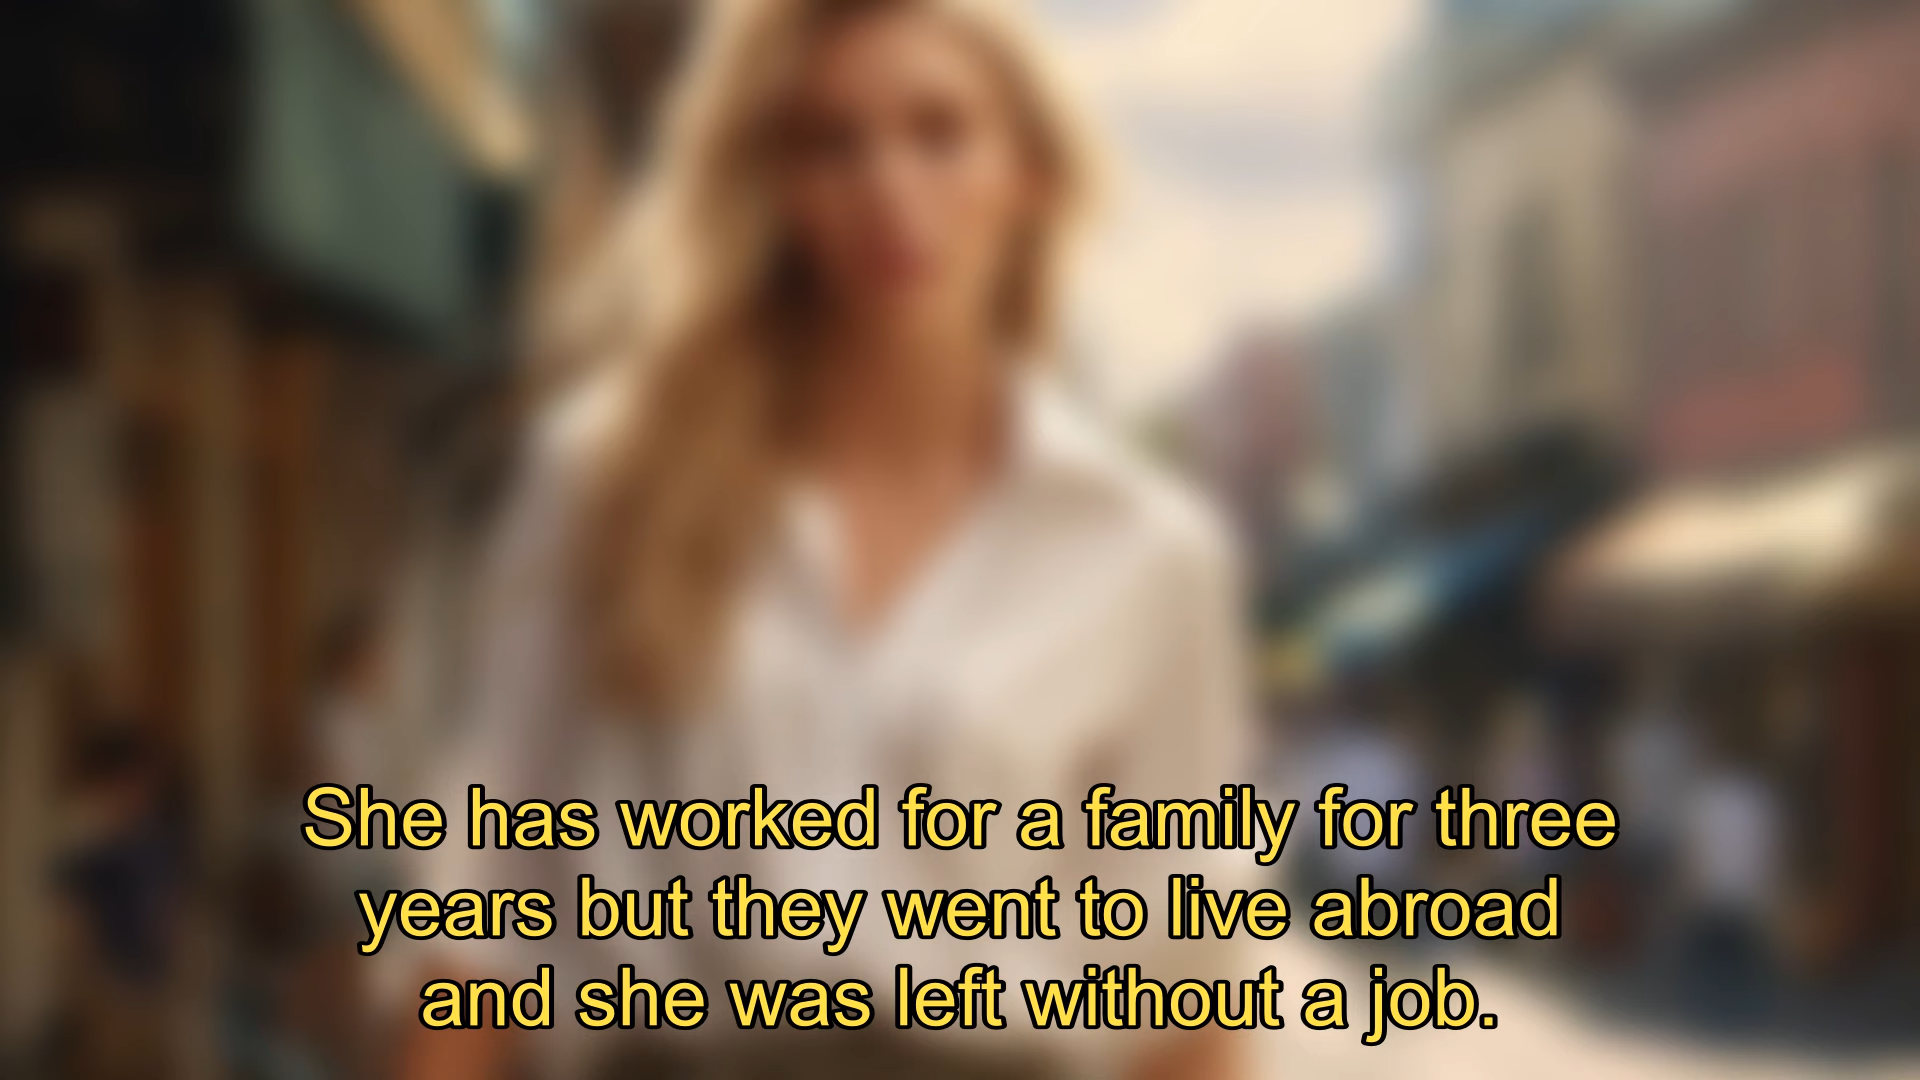 She has worked for a family for three
years but they went to live abroad
and she was left without a job.